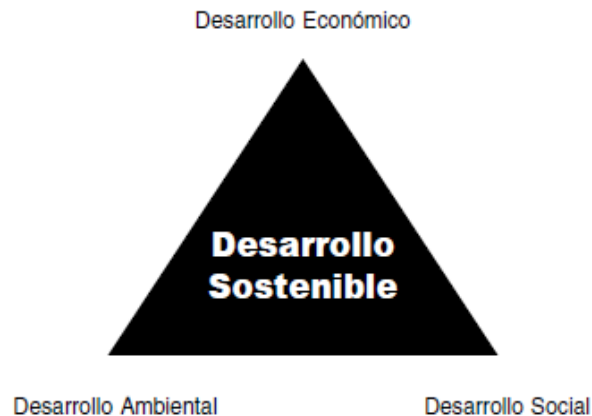 Desarrollo Económico
Desarrollo
Sostenible
Desarrollo Ambiental
Desarrollo Social